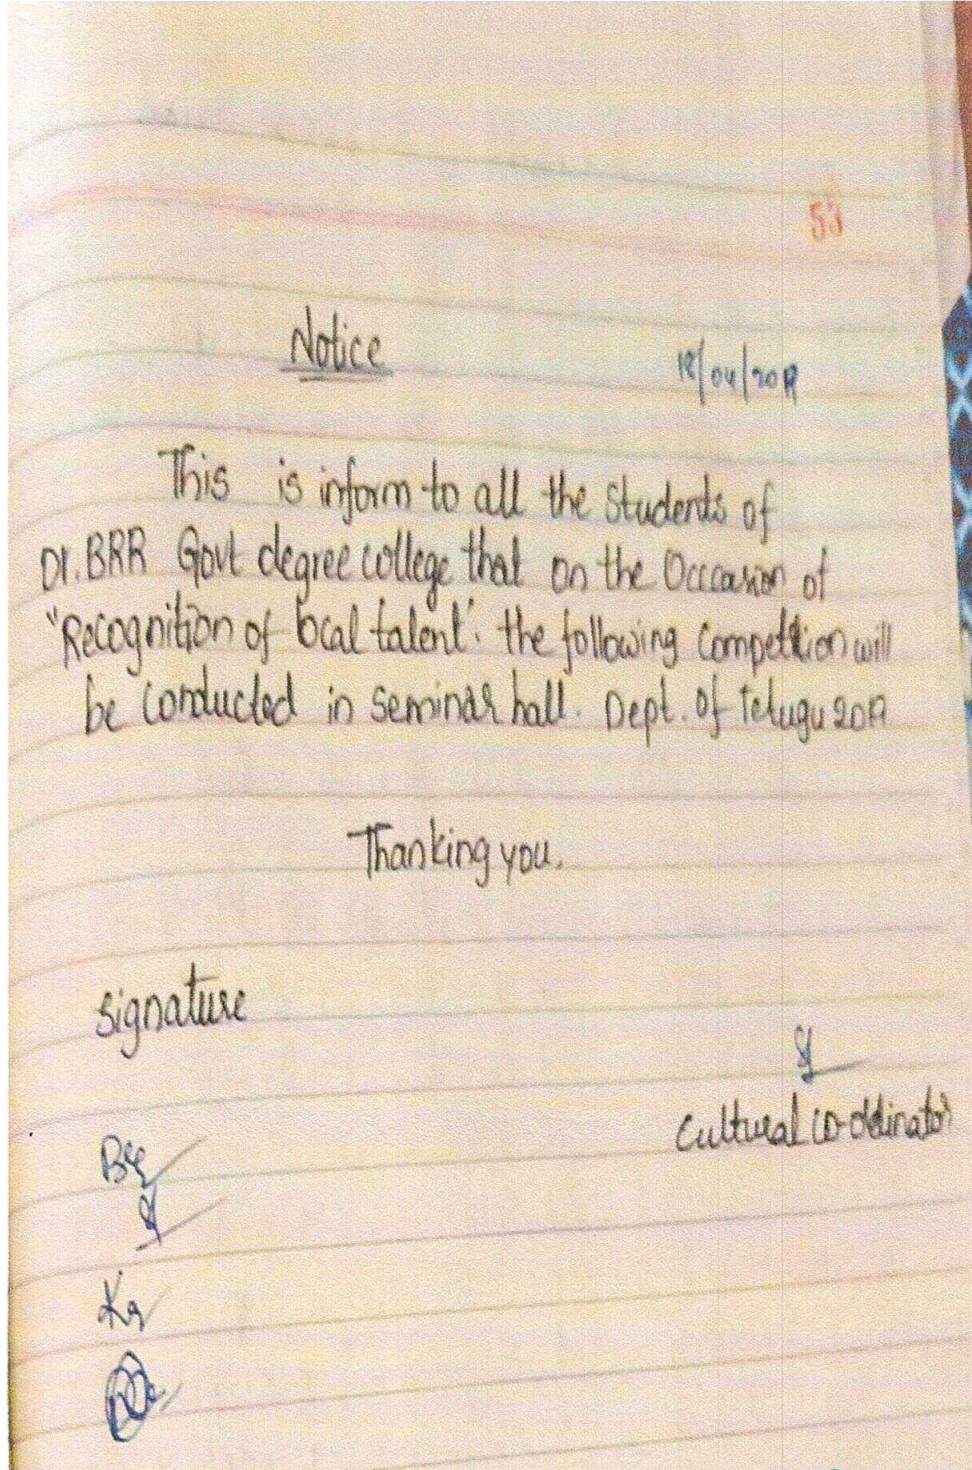 53
Notice
18/04/2019
This is inform to all the Students of
Dr. BRR Govt degree college that on the Occcasion of
"Recognition of local talent". the following Competition will
be conducted in Seminar hall. Dept. of Telugu 2019
Thanking you.
Signature
Cultural Co-ordinator